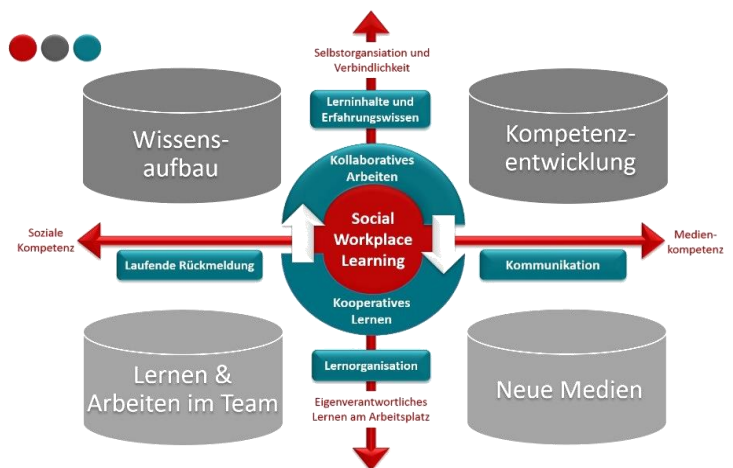 Selbstorgansiation und
Verbindlichkeit
Lerninhalte und
Erfahrungswissen
Wissens-
aufbau
Kompetenz-
entwicklung
Kollaboratives
Arbeiten
Soziale
Kompetenz
Social
Workplace
Learning
Medien-
kompetenz
Laufende Rückmeldung
Kommunikation
Kooperatives
Lernen
Lernorganisation
Lernen &
Arbeiten im Team
Neue Medien
Eigenverantwortliches
Lernen am Arbeitsplatz